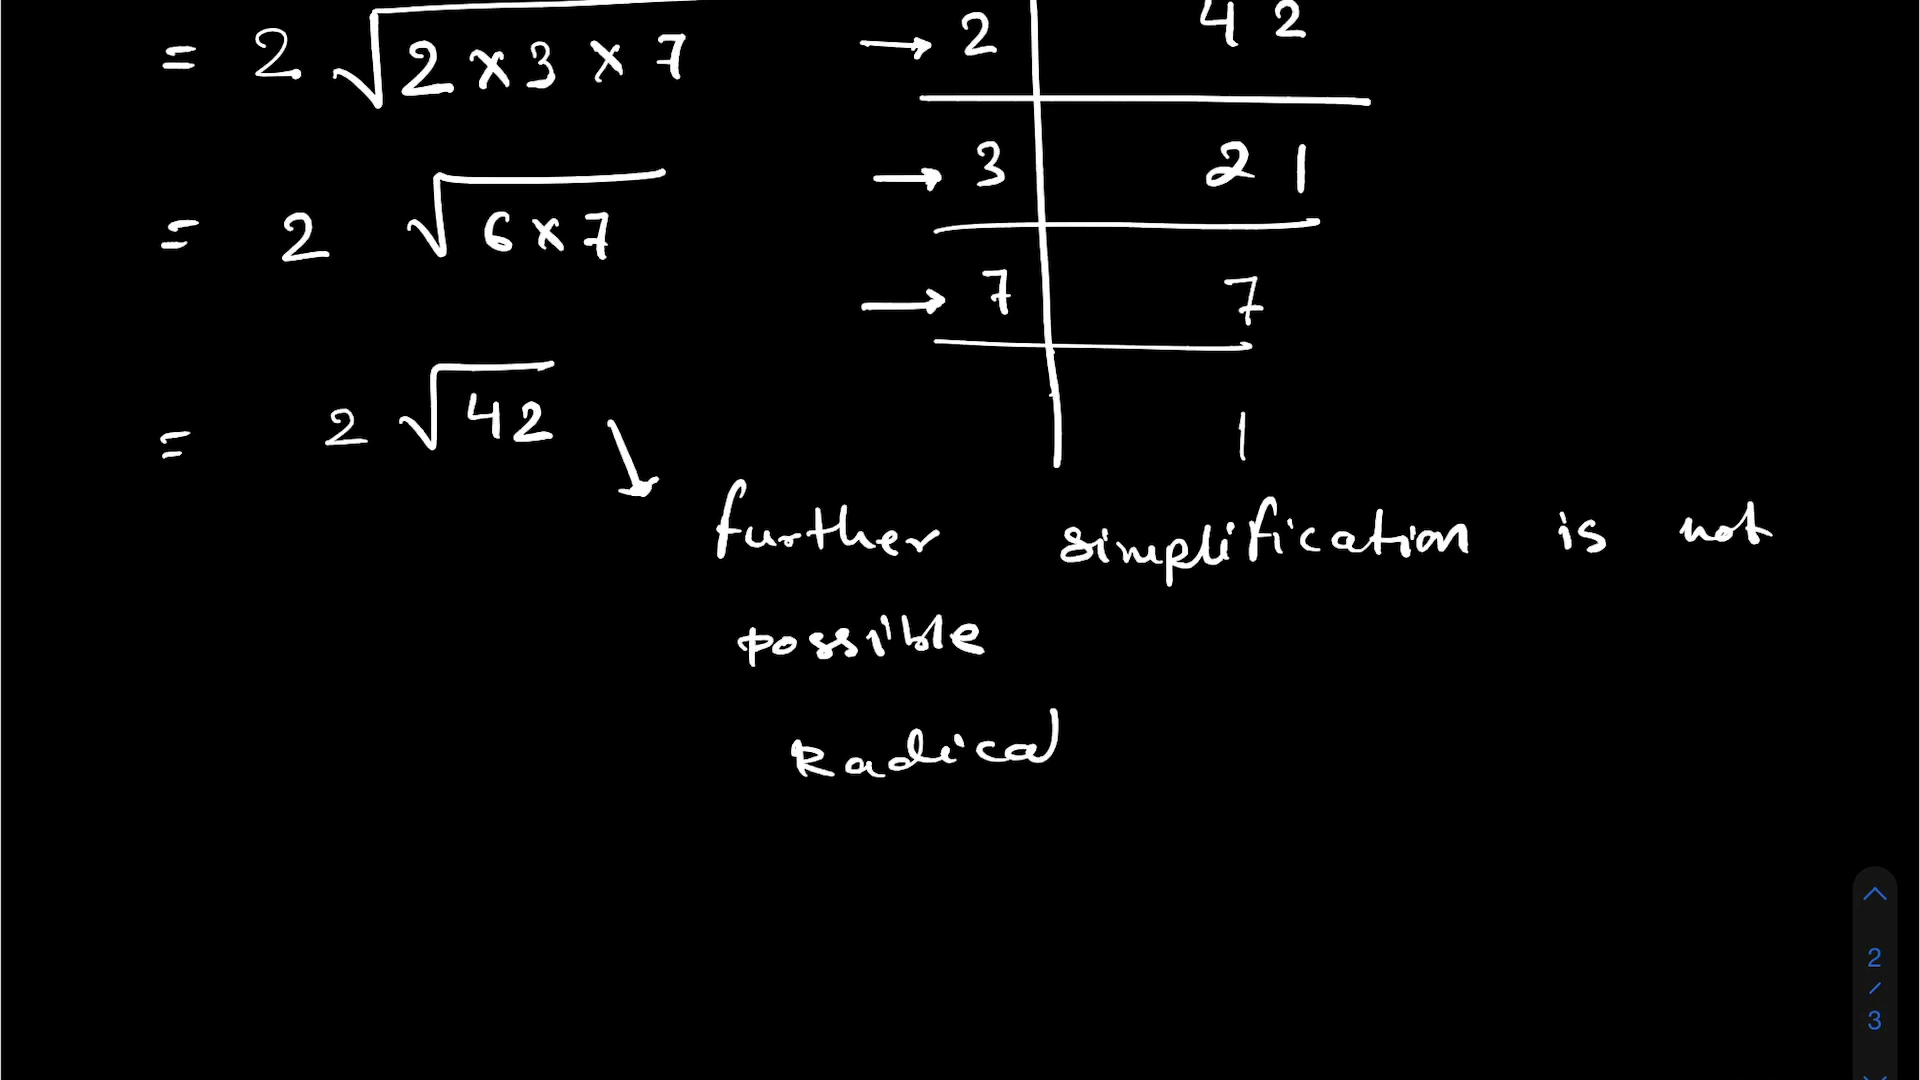 = 2 √2 × 3 × 7
→ 2 | 42
→ 3 | 21
= 2 √6 × 7
→ 7 | 7
= 2 √42
1
further simplification is not
possible
Radical
2
/
3